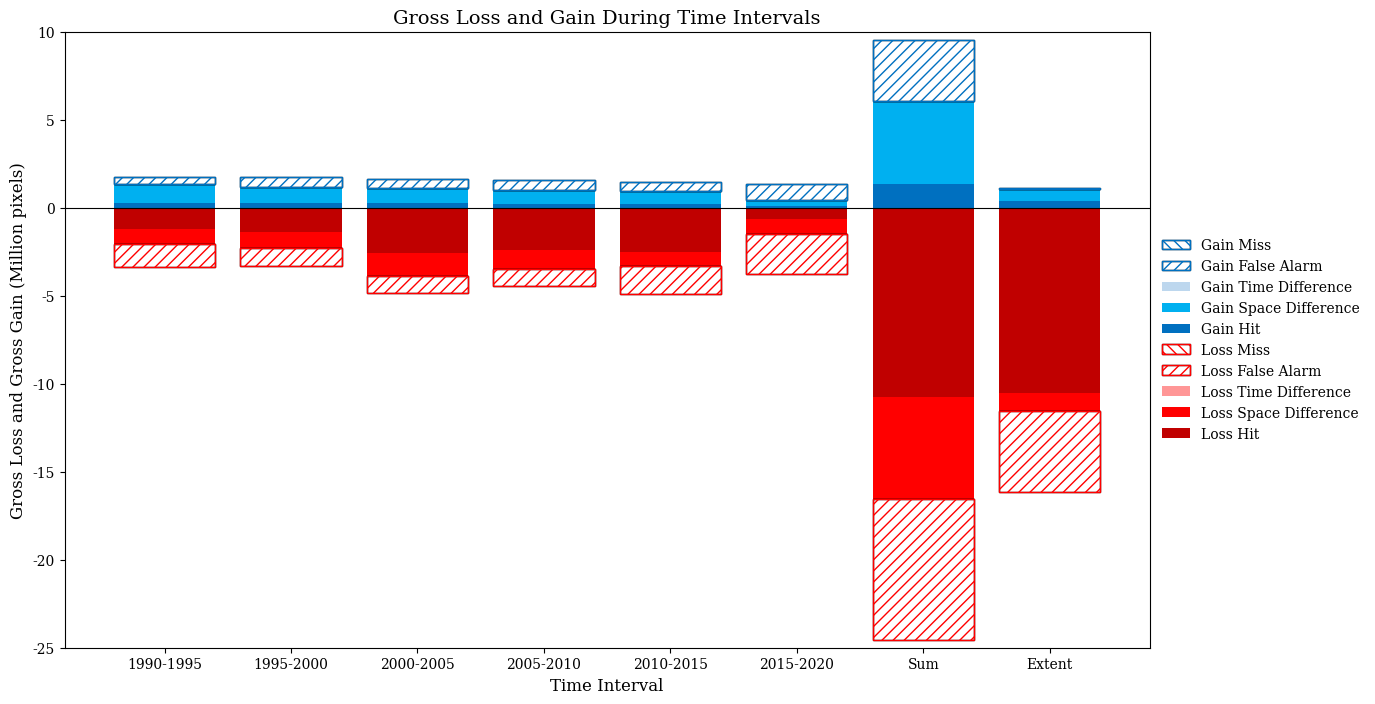 Gross Loss and Gain During Time Intervals
Gross Loss and Gross Gain (Million pixels)
10
5
0
-5
-10
-15
-20
-25
1990-1995
1995-2000
2000-2005
2005-2010
2010-2015
2015-2020
Sum
Extent
Time Interval
Gain Miss
Gain False Alarm
Gain Time Difference
Gain Space Difference
Gain Hit
Loss Miss
Loss False Alarm
Loss Time Difference
Loss Space Difference
Loss Hit